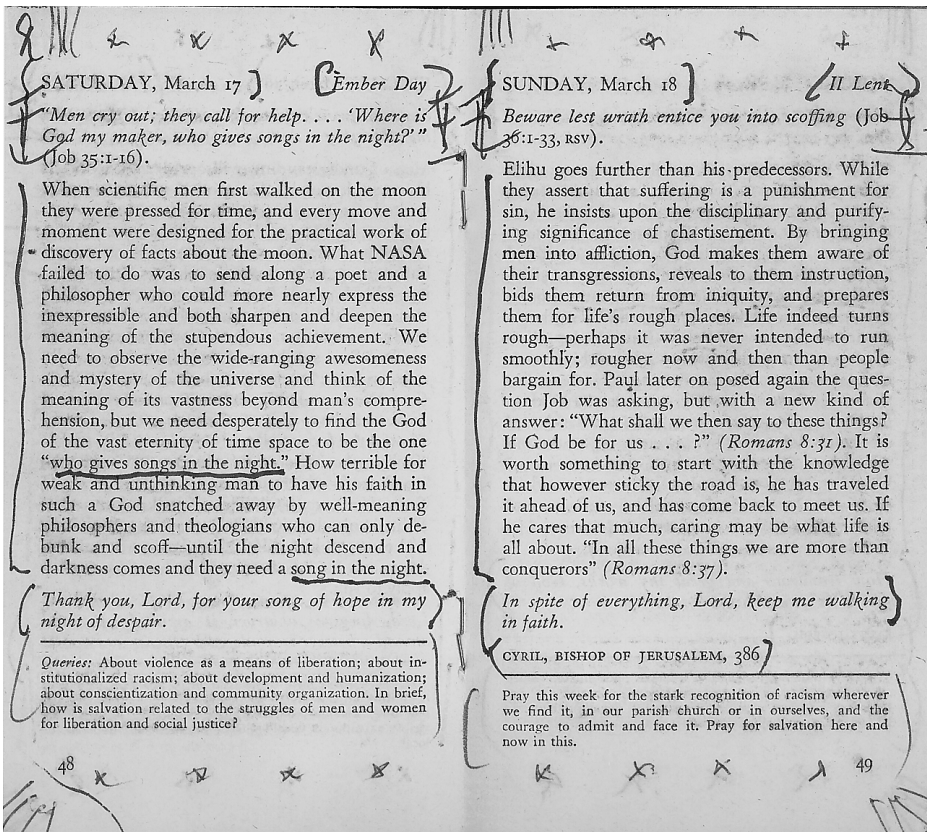 SATURDAY, March 17 Ember Day
"Men cry out; they call for help. . . . 'Where is
God my maker, who gives songs in the night?' "
(Job 35:1-16).
When scientific men first walked on the moon
they were pressed for time, and every move and
moment were designed for the practical work of
discovery of facts about the moon. What NASA
failed to do was to send along a poet and a
philosopher who could more nearly express the
inexpressible and both sharpen and deepen the
meaning of the stupendous achievement. We
need to observe the wide-ranging awesomeness
and mystery of the universe and think of the
meaning of its vastness beyond man's compre-
hension, but we need desperately to find the God
of the vast eternity of time space to be the one
"who gives songs in the night." How terrible for
weak and unthinking man to have his faith in
such a God snatched away by well-meaning
philosophers and theologians who can only de-
bunk and scoff—until the night descend and
darkness comes and they need a song in the night.
Thank you, Lord, for your song of hope in my
night of despair.
Queries: About violence as a means of liberation; about in-
stitutionalized racism; about development and humanization;
about conscientization and community organization. In brief,
how is salvation related to the struggles of men and women
for liberation and social justice?
48
SUNDAY, March 18 II Lent
Beware lest wrath entice you into scoffing (Job
36:1-33, RSV).
Elihu goes further than his predecessors. While
they assert that suffering is a punishment for
sin, he insists upon the disciplinary and purify-
ing significance of chastisement. By bringing
men into affliction, God makes them aware of
their transgressions, reveals to them instruction,
bids them return from iniquity, and prepares
them for life's rough places. Life indeed turns
rough—perhaps it was never intended to run
smoothly; rougher now and then than people
bargain for. Paul later on posed again the ques-
tion Job was asking, but with a new kind of
answer: "What shall we then say to these things?
If God be for us . . . ?" (Romans 8:31). It is
worth something to start with the knowledge
that however sticky the road is, he has traveled
it ahead of us, and has come back to meet us. If
he cares that much, caring may be what life is
all about. "In all these things we are more than
conquerors" (Romans 8:37).
In spite of everything, Lord, keep me walking
in faith.
CYRIL, BISHOP OF JERUSALEM, 386
Pray this week for the stark recognition of racism wherever
we find it, in our parish church or in ourselves, and the
courage to admit and face it. Pray for salvation here and
now in this.
49